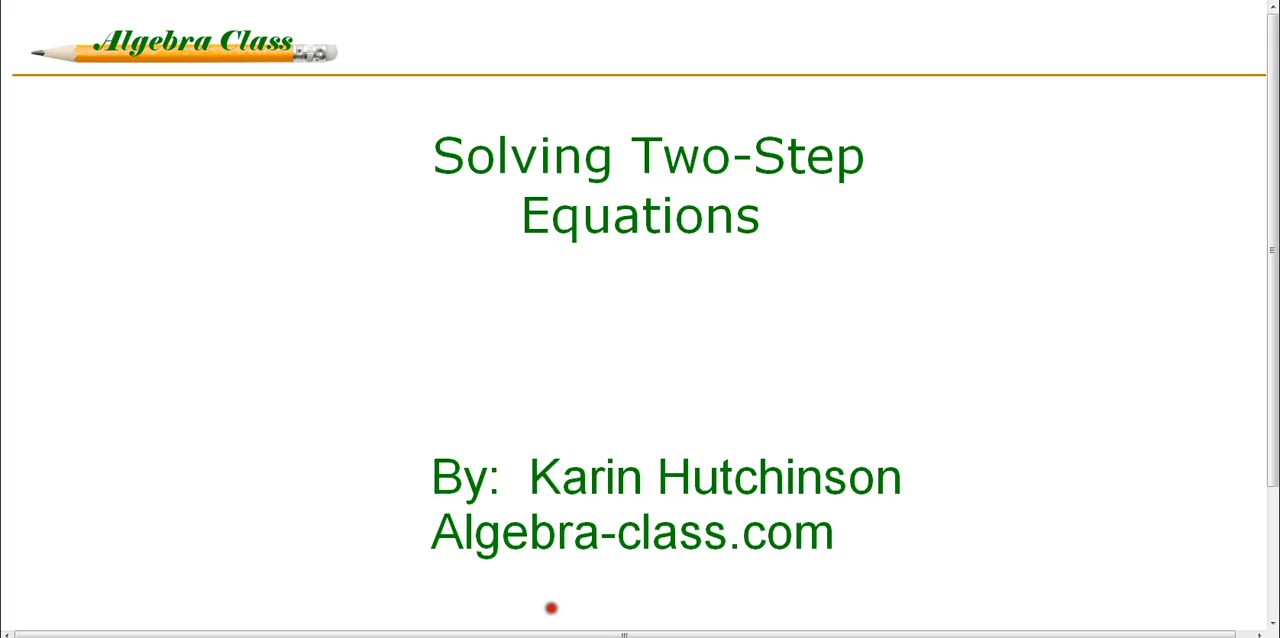 Algebra Class
Solving Two-Step
Equations
By: Karin Hutchinson
Algebra-class.com